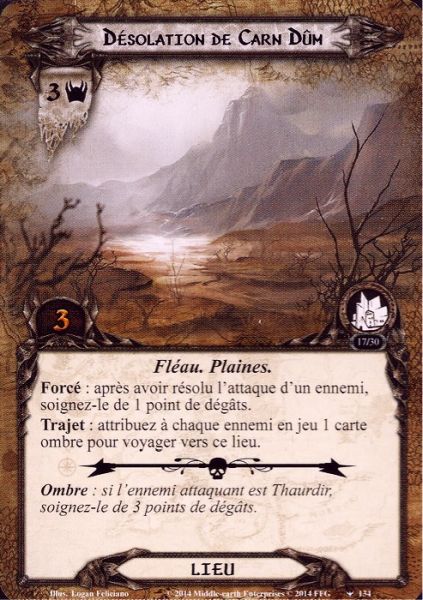 Désolation de Carn Dûm
3
3
17/30
Fléau. Plaines.
Forcé : après avoir résolu l'attaque d'un ennemi,
soignez-le de 1 point de dégâts.
Trajet : attribuez à chaque ennemi en jeu 1 carte
ombre pour voyager vers ce lieu.
Ombre : si l'ennemi attaquant est Thaurdir,
soignez-le de 3 points de dégâts.
LIEU
Illus. Logan Feliciano © 2014 Middle-earth Enterprises © 2014 FFG 134